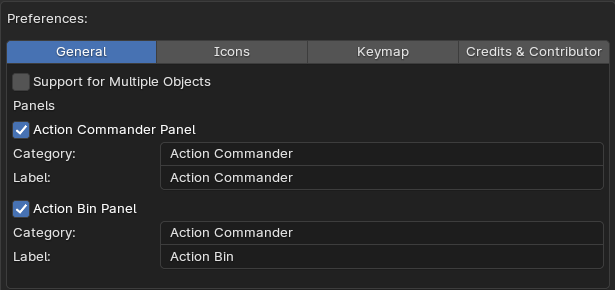 Preferences:
General Icons Keymap Credits & Contributor
Support for Multiple Objects
Panels
Action Commander Panel
Category: Action Commander
Label: Action Commander
Action Bin Panel
Category: Action Commander
Label: Action Bin